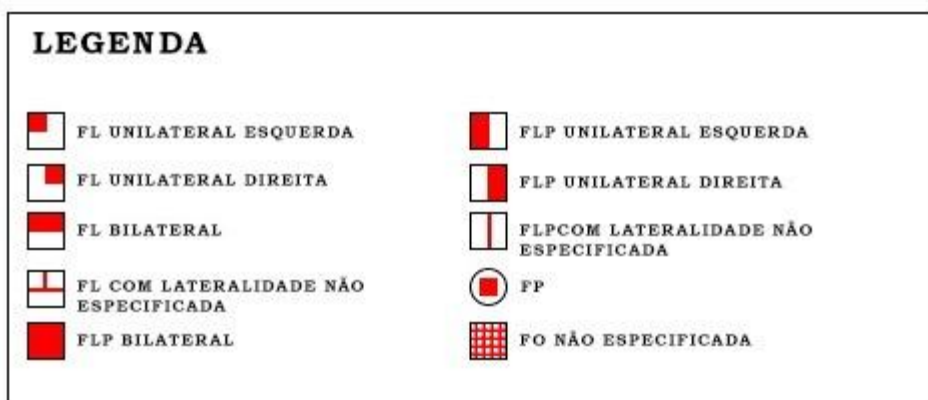 LEGENDA
FL UNILATERAL ESQUERDA
FL UNILATERAL DIREITA
FL BILATERAL
FL COM LATERALIDADE NÃO
ESPECIFICADA
FLP BILATERAL
FLP UNILATERAL ESQUERDA
FLP UNILATERAL DIREITA
FLPCOM LATERALIDADE NÃO
ESPECIFICADA
FP
FO NÃO ESPECIFICADA